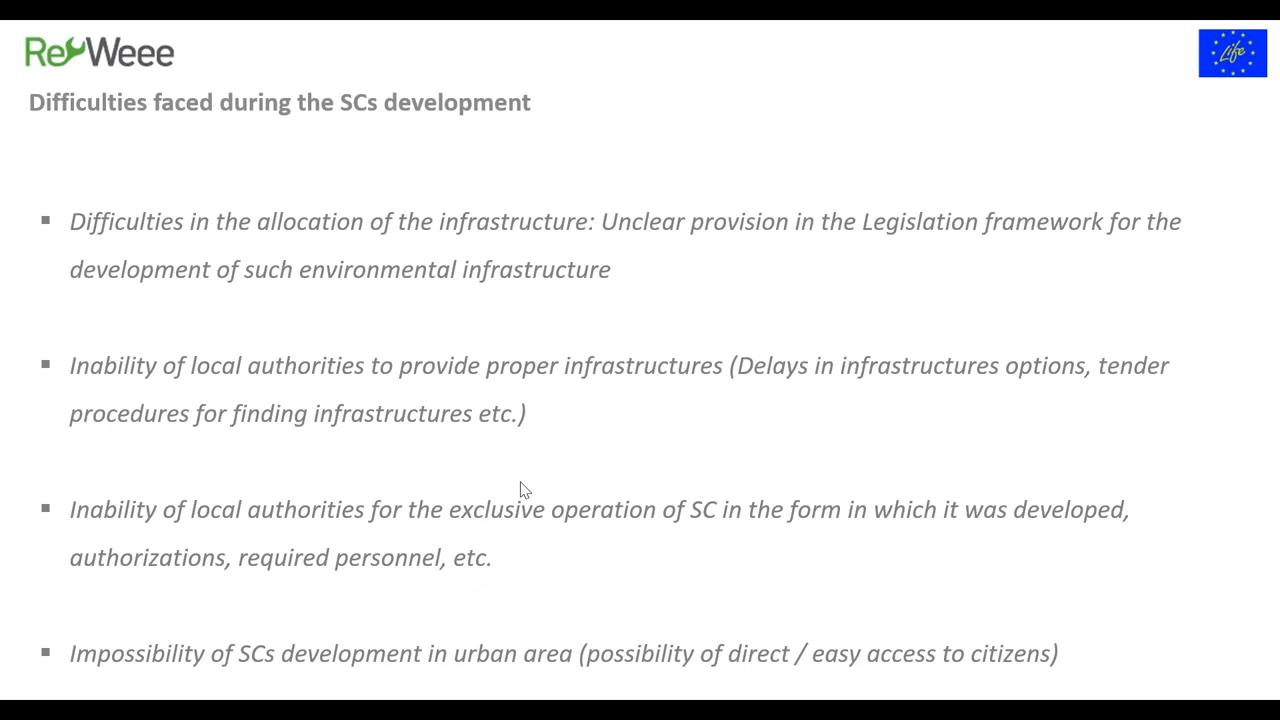 Re Weee
Life
Difficulties faced during the SCs development
▪ Difficulties in the allocation of the infrastructure: Unclear provision in the Legislation framework for the
development of such environmental infrastructure
▪ Inability of local authorities to provide proper infrastructures (Delays in infrastructures options, tender
procedures for finding infrastructures etc.)
▪ Inability of local authorities for the exclusive operation of SC in the form in which it was developed,
authorizations, required personnel, etc.
▪ Impossibility of SCs development in urban area (possibility of direct / easy access to citizens)